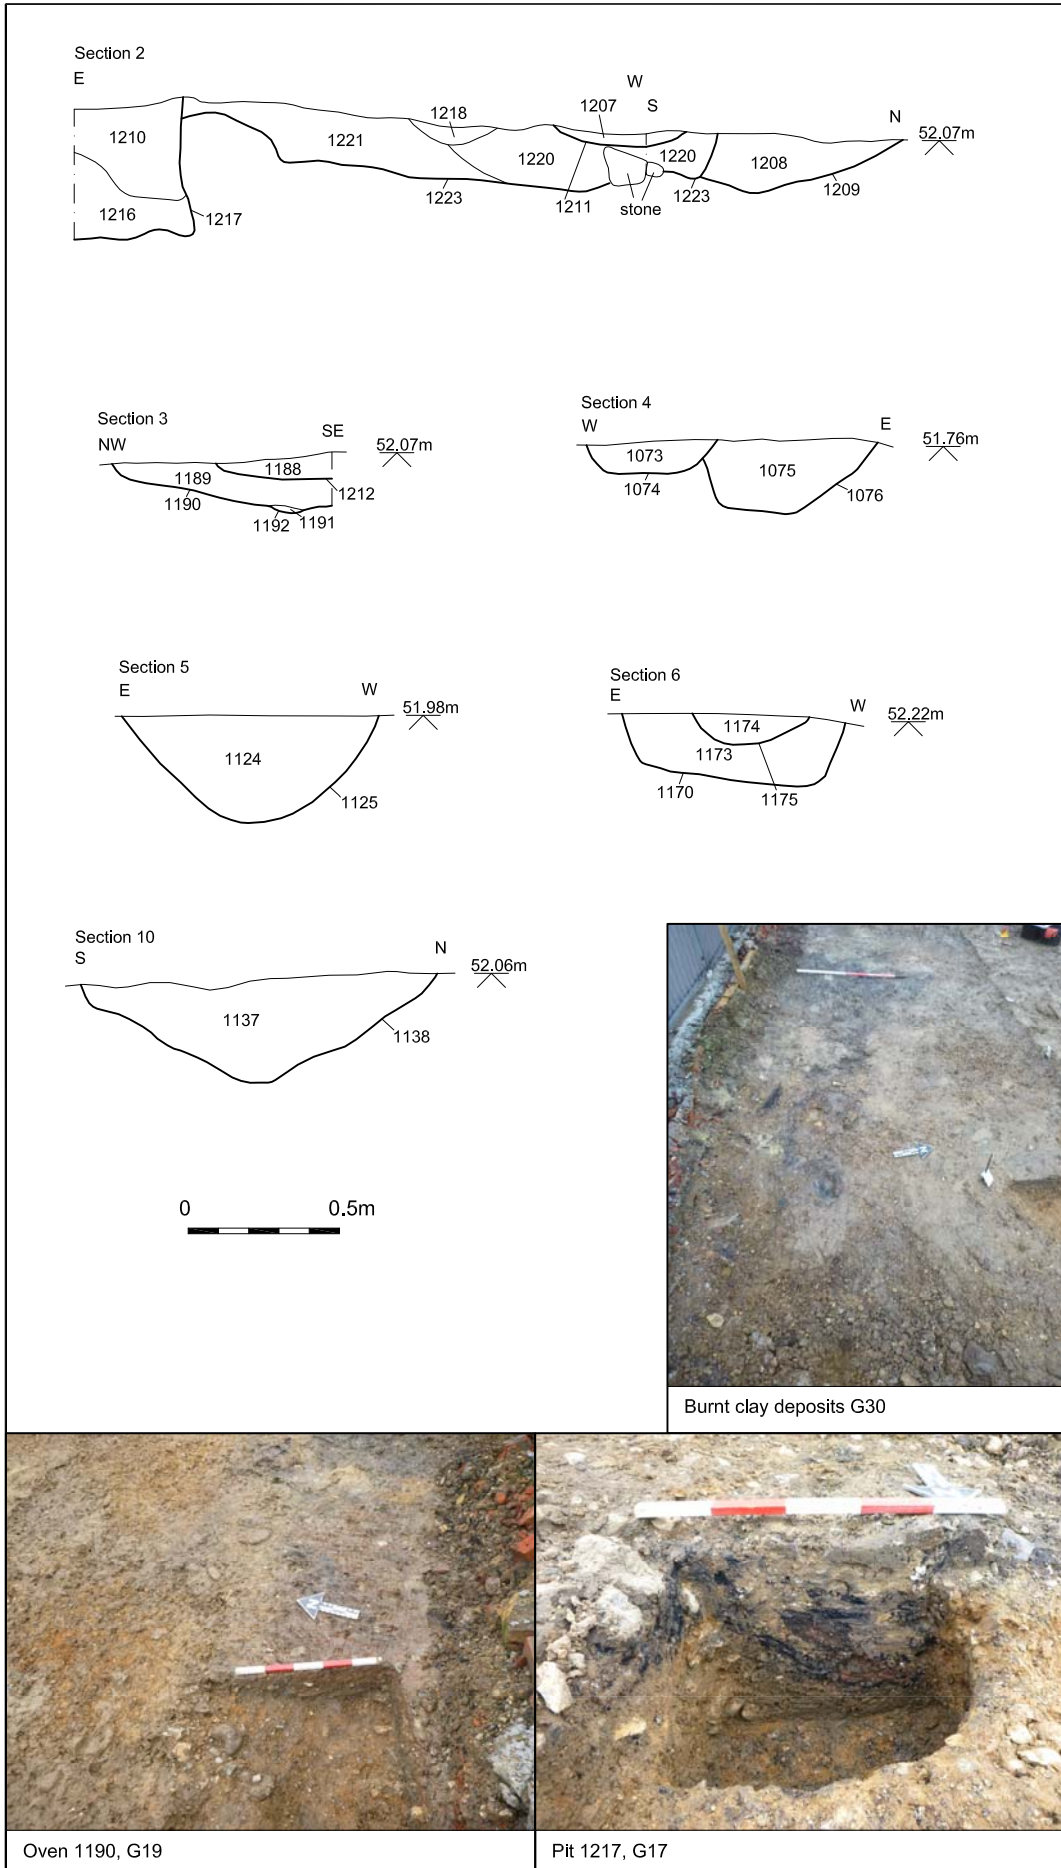 Section 2
E
W
S
N
1210
1221
1218
1207
1220
1220
1208
52.07m
1216
1217
1223
1211
stone
1223
1209
Section 3
NW
SE
52.07m
1189
1188
1190
1212
1192
1191
Section 4
W
E
51.76m
1073
1075
1074
1076
Section 5
E
W
51.98m
1124
1125
Section 6
E
W
52.22m
1174
1173
1170
1175
Section 10
S
N
52.06m
1137
1138
0 0.5m
Burnt clay deposits G30
Oven 1190, G19
Pit 1217, G17